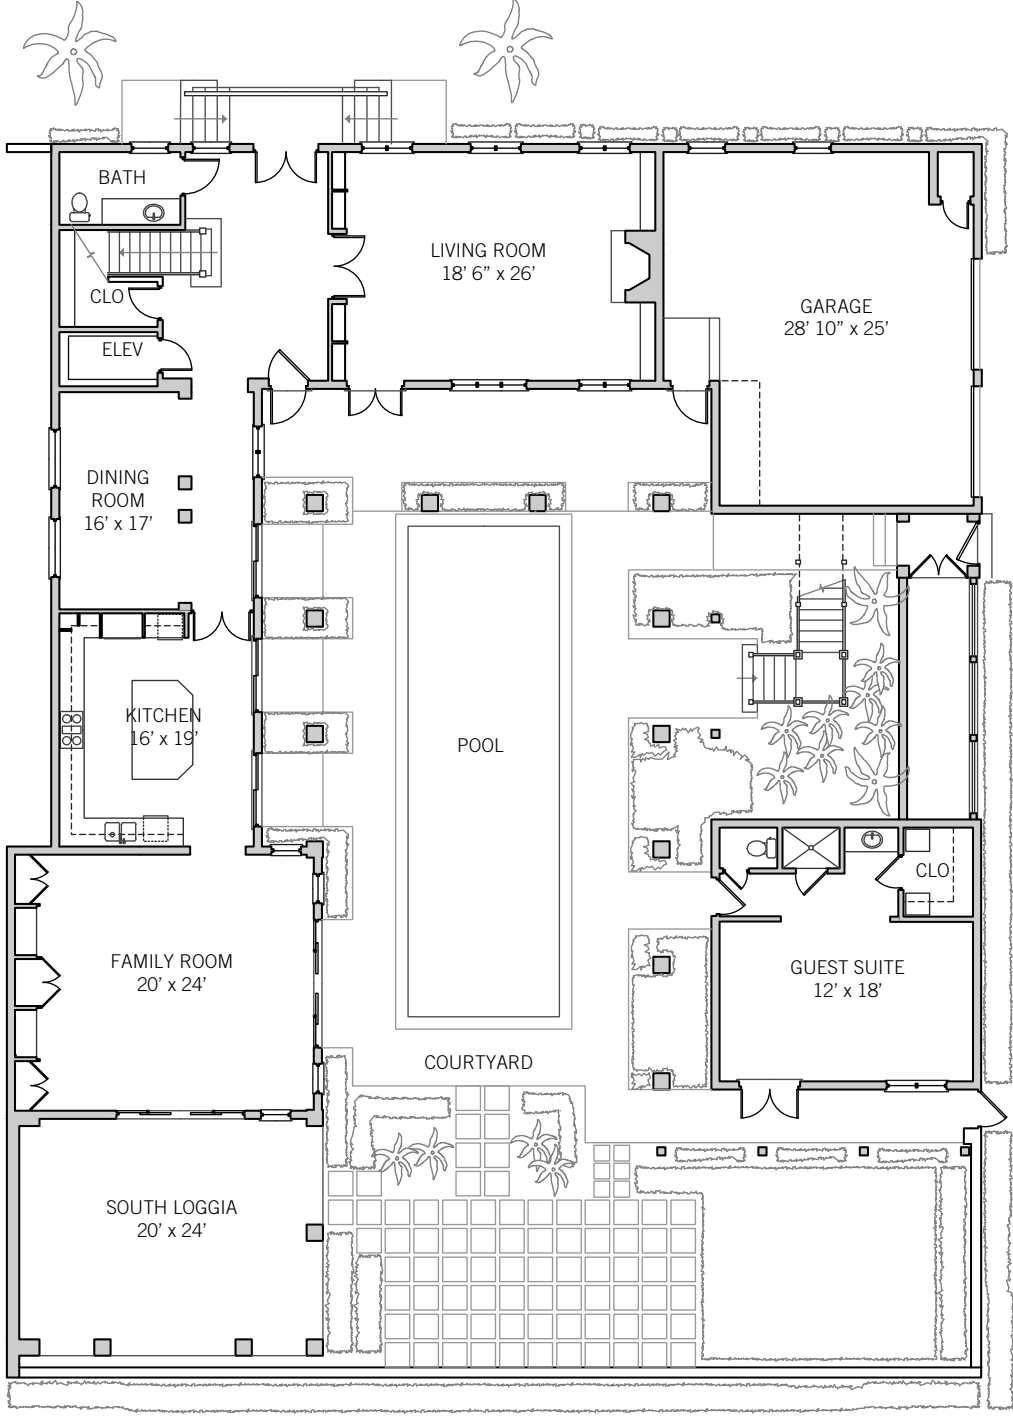 BATH
LIVING ROOM
18' 6” x 26'
CLO
GARAGE
28' 10” x 25'
ELEV
DINING
ROOM
16' x 17'
KITCHEN
16' x 19'
POOL
CLO
FAMILY ROOM
20' x 24'
GUEST SUITE
12' x 18'
COURTYARD
SOUTH LOGGIA
20' x 24'